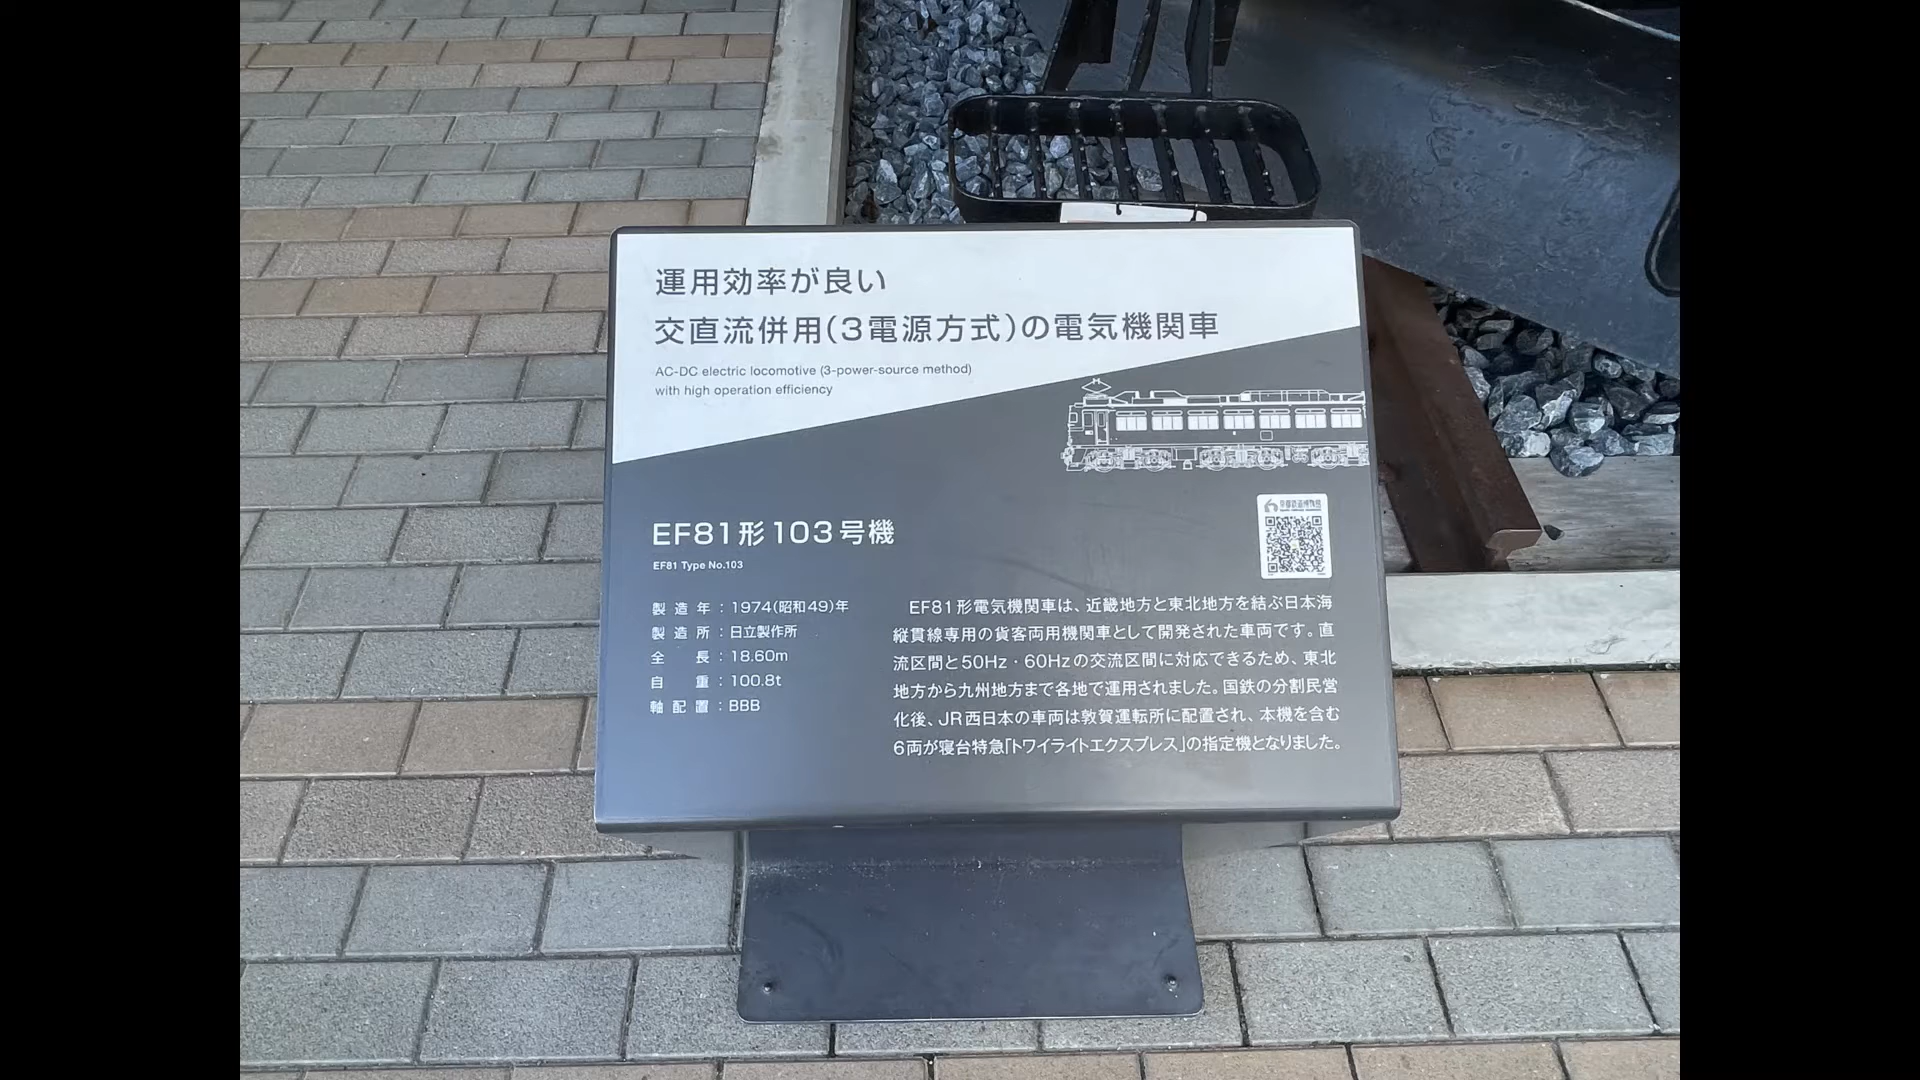 運用効率が良い
交直流併用(3電源方式)の電気機関車
AC-DC electric locomotive (3-power-source method)
with high operation efficiency
京都鉄道博物館
EF81形103号機
EF81 Type No.103
製造年：1974(昭和49)年
製造所：日立製作所
全長：18.60m
自重：100.8t
軸配置：BBB
EF81形電気機関車は、近畿地方と東北地方を結ぶ日本海
縦貫線専用の貨客両用機関車として開発された車両です。直
流区間と50Hz・60Hzの交流区間に対応できるため、東北
地方から九州地方まで各地で運用されました。国鉄の分割民営
化後、JR西日本の車両は敦賀運転所に配置され、本機を含む
6両が寝台特急「トワイライトエクスプレス」の指定機となりました。